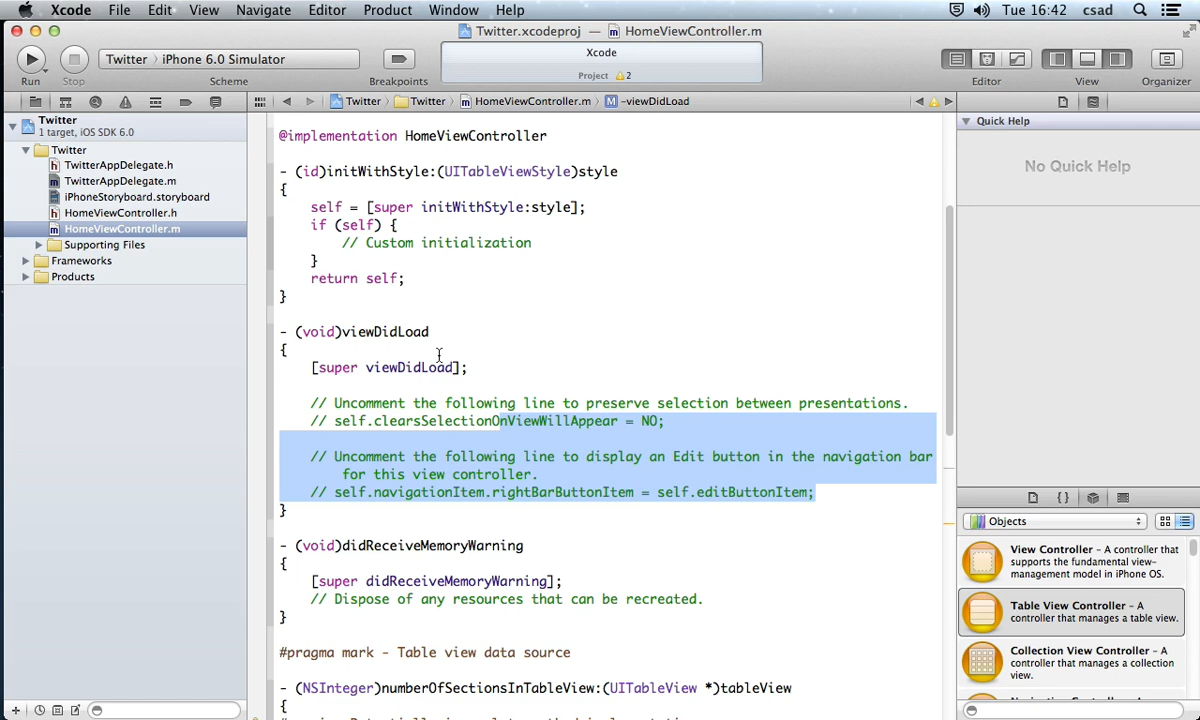 Xcode File Edit View Navigate Editor Product Window Help Tue 16:42 csad
Twitter.xcodeproj — HomeViewController.m
Twitter 〉 iPhone 6.0 Simulator
Xcode
Project 2
Run Stop Scheme Breakpoints Editor View Organizer
Twitter
1 target, iOS SDK 6.0
Twitter
TwitterAppDelegate.h
TwitterAppDelegate.m
iPhoneStoryboard.storyboard
HomeViewController.h
HomeViewController.m
Supporting Files
Frameworks
Products
Twitter 〉 Twitter 〉 HomeViewController.m 〉 M -viewDidLoad
@implementation HomeViewController
- (id)initWithStyle:(UITableViewStyle)style
{
self = [super initWithStyle:style];
if (self) {
// Custom initialization
}
return self;
}
- (void)viewDidLoad
{
[super viewDidLoad];
// Uncomment the following line to preserve selection between presentations.
// self.clearsSelectionOnViewWillAppear = NO;
// Uncomment the following line to display an Edit button in the navigation bar
for this view controller.
// self.navigationItem.rightBarButtonItem = self.editButtonItem;
}
- (void)didReceiveMemoryWarning
{
[super didReceiveMemoryWarning];
// Dispose of any resources that can be recreated.
}
#pragma mark - Table view data source
- (NSInteger)numberOfSectionsInTableView:(UITableView *)tableView
{
Quick Help
No Quick Help
Objects
View Controller – A controller that
supports the fundamental view-
management model in iPhone OS.
Table View Controller – A
controller that manages a table view.
Collection View Controller – A
controller that manages a collection
view.